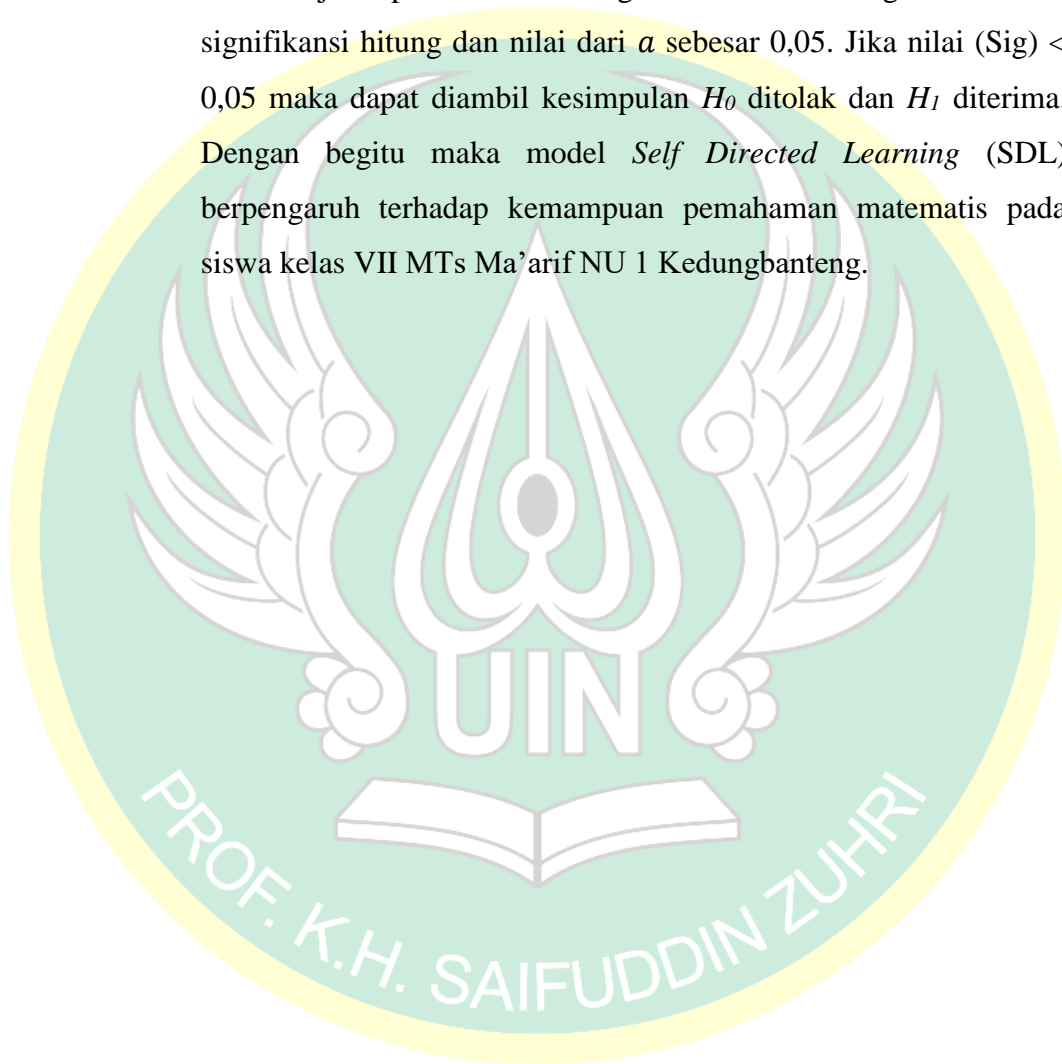 signifikansi hitung dan nilai dari a sebesar 0,05. Jika nilai (Sig) <
0,05 maka dapat diambil kesimpulan H0 ditolak dan H1 diterima.
Dengan begitu maka model Self Directed Learning (SDL)
berpengaruh terhadap kemampuan pemahaman matematis pada
siswa kelas VII MTs Ma’arif NU 1 Kedungbanteng.
UIN
PROF. K.H. SAIFUDDIN ZUHRI